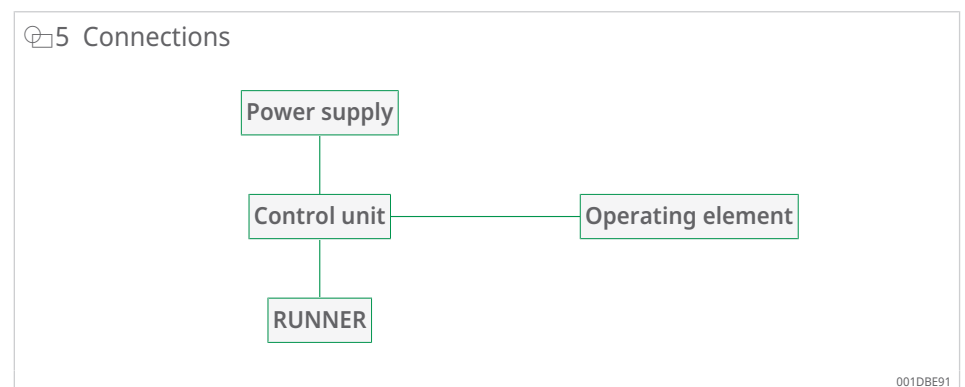 5 Connections
Power supply
Control unit
Operating element
RUNNER
001DBE91